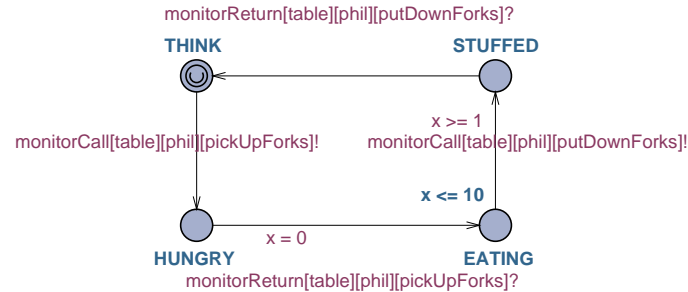 monitorReturn[table][phil][putDownForks]?
THINK
STUFFED
x >= 1
monitorCall[table][phil][pickUpForks]!
monitorCall[table][phil][putDownForks]!
x <= 10
x = 0
HUNGRY
EATING
monitorReturn[table][phil][pickUpForks]?